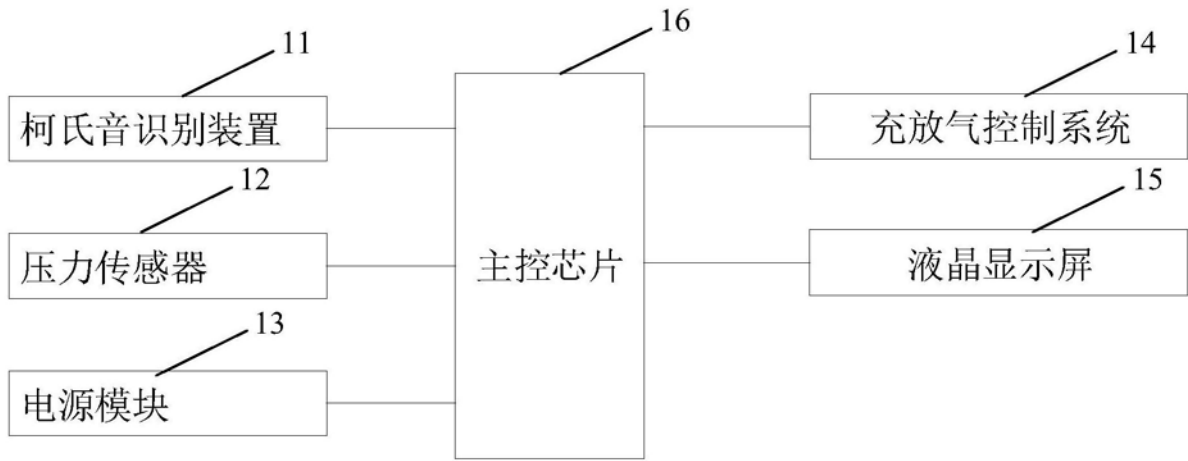 11
柯氏音识别装置
12
压力传感器
13
电源模块
16
主控芯片
14
充放气控制系统
15
液晶显示屏